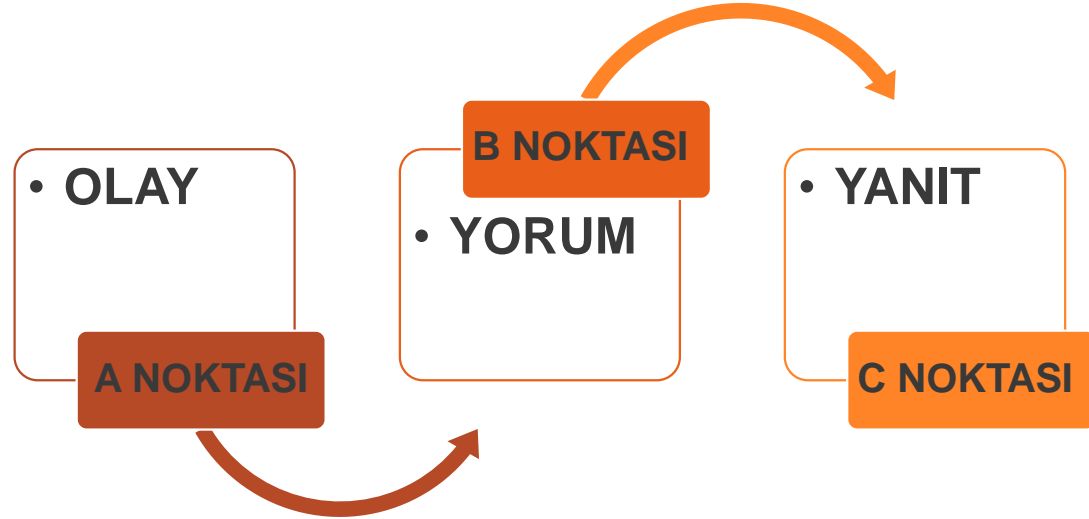 • OLAY
A NOKTASI
B NOKTASI
• YORUM
• YANIT
C NOKTASI